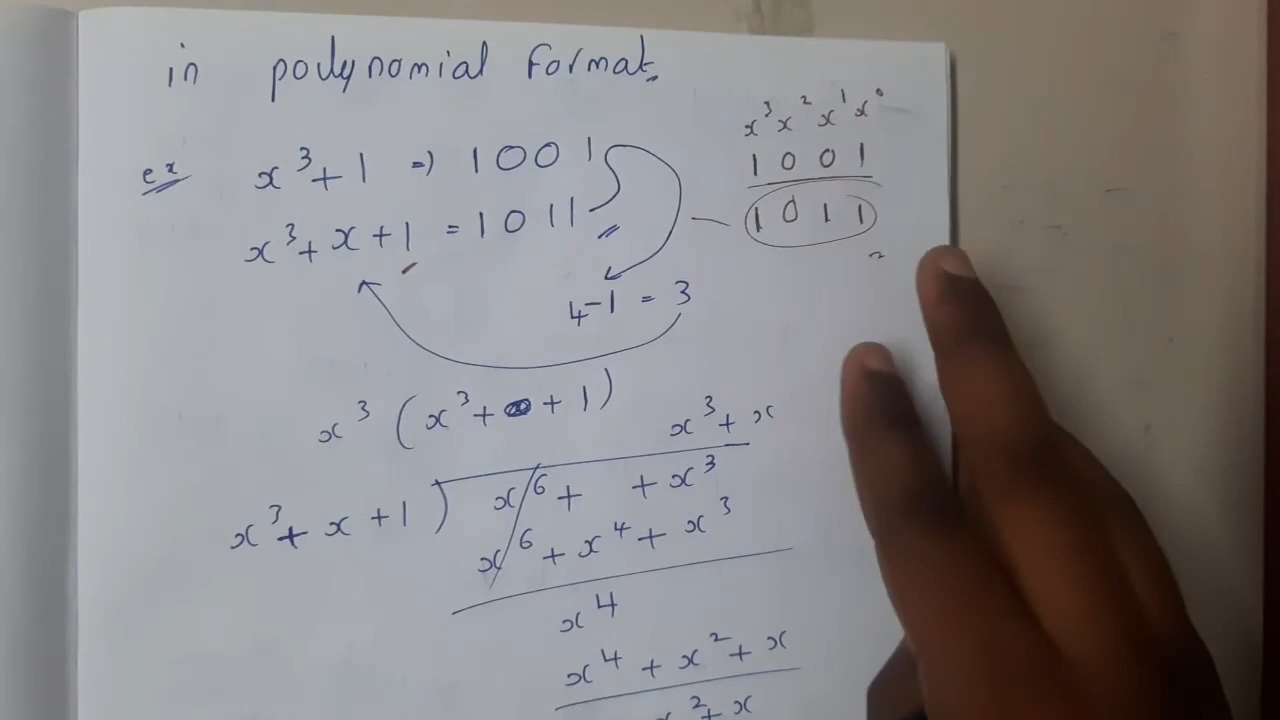 in polynomial format.
x³ x² x¹ x⁰
ex x³ + 1 => 1001
1 0 0 1
x³ + x + 1 = 1011
1 0 1 1
4 - 1 = 3
x³ (x³ + + 1)
x³ + x
x³ + x + 1 ) x⁶ + + x³
x⁶ + x⁴ + x³
x⁴
x⁴ + x² + x
x² + x